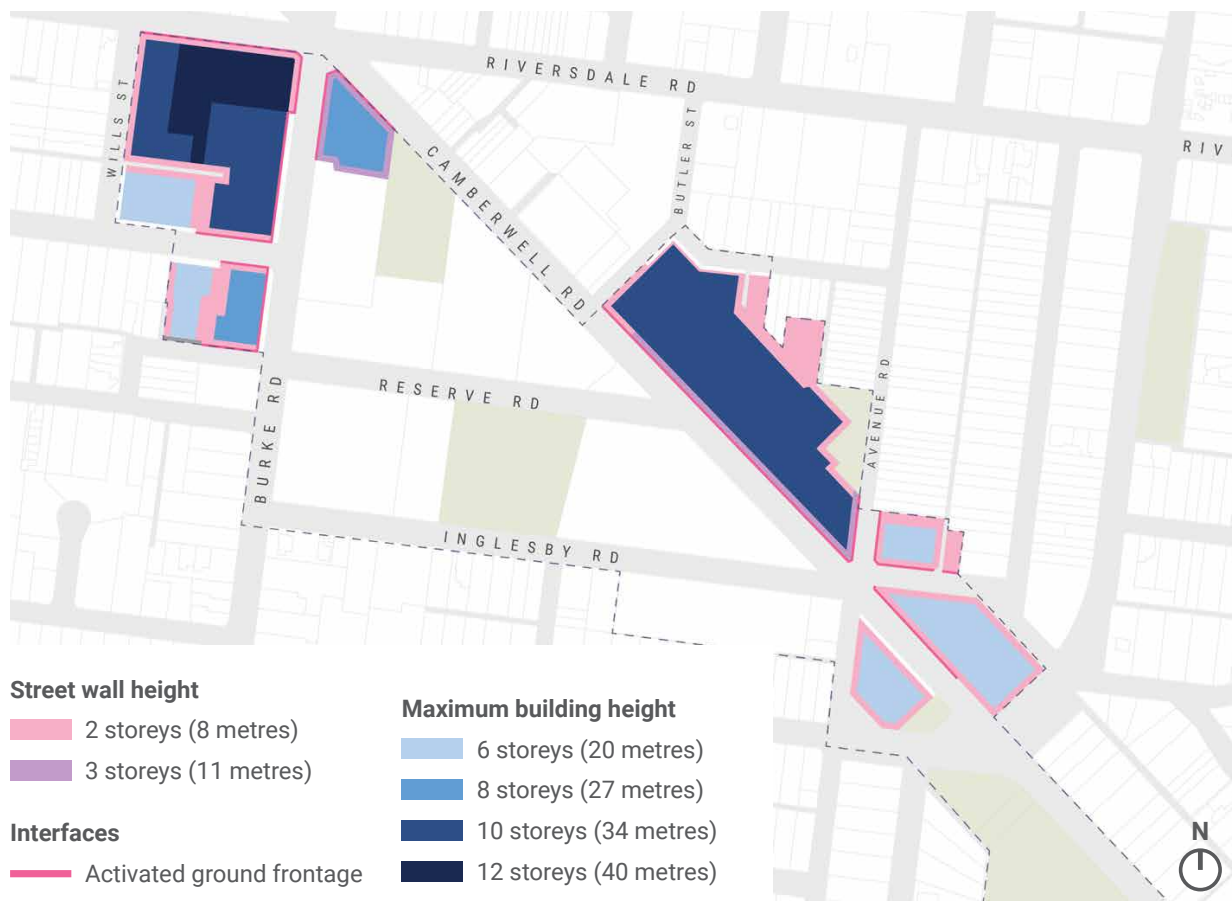 RIVERSDALE RD
WILLS ST
BUTLER ST
RIV
CAMBERWELL RD
AVENUE RD
RESERVE RD
BURKE RD
INGLESBY RD
Street wall height
2 storeys (8 metres)
3 storeys (11 metres)
Interfaces
Activated ground frontage
Maximum building height
6 storeys (20 metres)
8 storeys (27 metres)
10 storeys (34 metres)
12 storeys (40 metres)
N